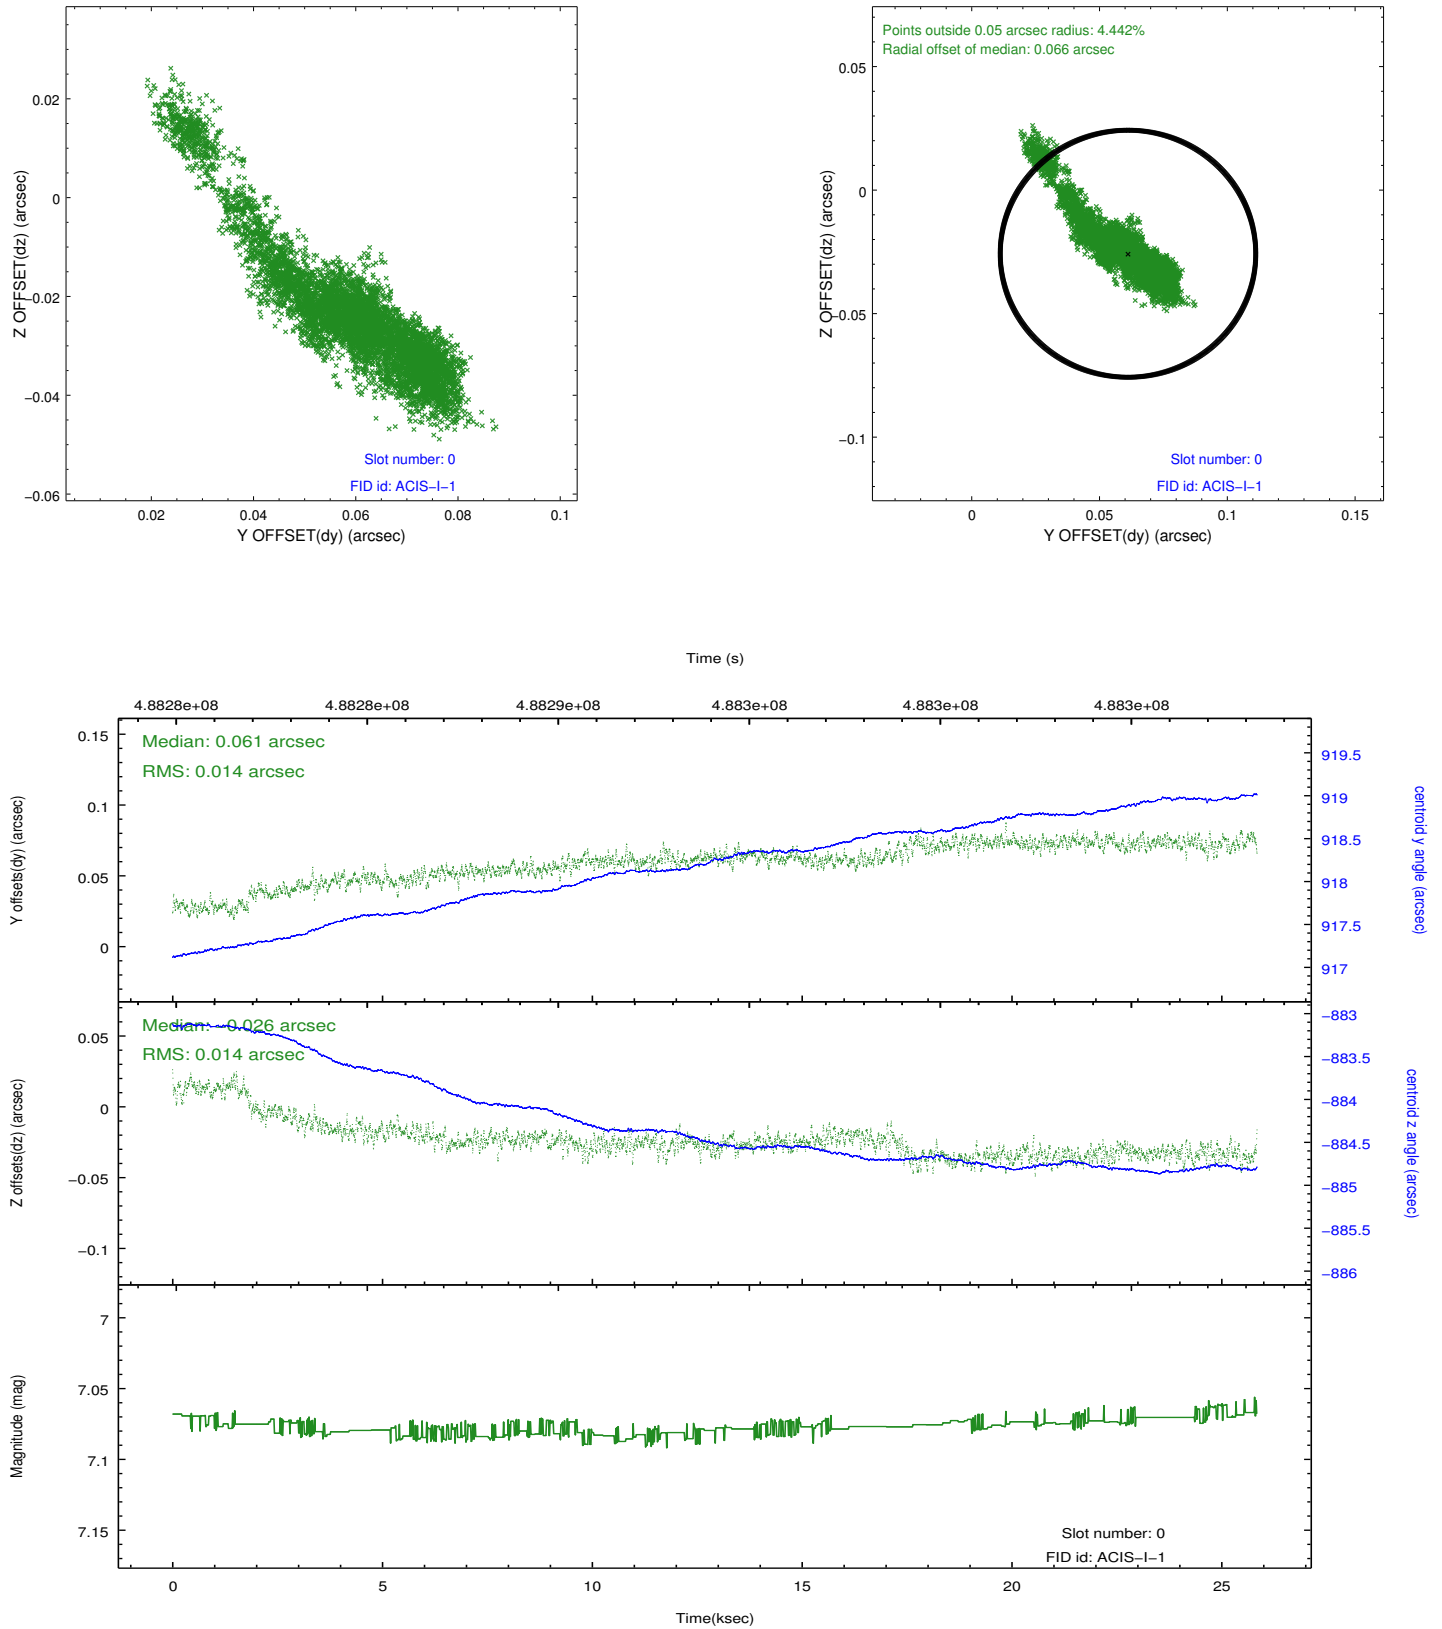 0.02
0
−0.02
−0.04
−0.06
Z OFFSET(dz) (arcsec)
Slot number: 0
FID id: ACIS−I−1
0.02
0.04
0.06
0.08
0.1
Y OFFSET(dy) (arcsec)
Points outside 0.05 arcsec radius: 4.442%
Radial offset of median: 0.066 arcsec
0.05
0
−0.05
−0.1
Z OFFSET(dz) (arcsec)
Slot number: 0
FID id: ACIS−I−1
0
0.05
0.1
0.15
Y OFFSET(dy) (arcsec)
Time (s)
4.8828e+08
4.8828e+08
4.8829e+08
4.883e+08
4.883e+08
4.883e+08
Median: 0.061 arcsec
RMS: 0.014 arcsec
0.15
0.1
0.05
0
Y offsets(dy) (arcsec)
919.5
919
918.5
918
917.5
917
centroid y angle (arcsec)
Median: −0.026 arcsec
RMS: 0.014 arcsec
0.05
0
−0.05
−0.1
Z offsets(dz) (arcsec)
−883
−883.5
−884
−884.5
−885
−885.5
−886
centroid z angle (arcsec)
7
7.05
7.1
7.15
Magnitude (mag)
Slot number: 0
FID id: ACIS−I−1
0
5
10
15
20
25
Time(ksec)